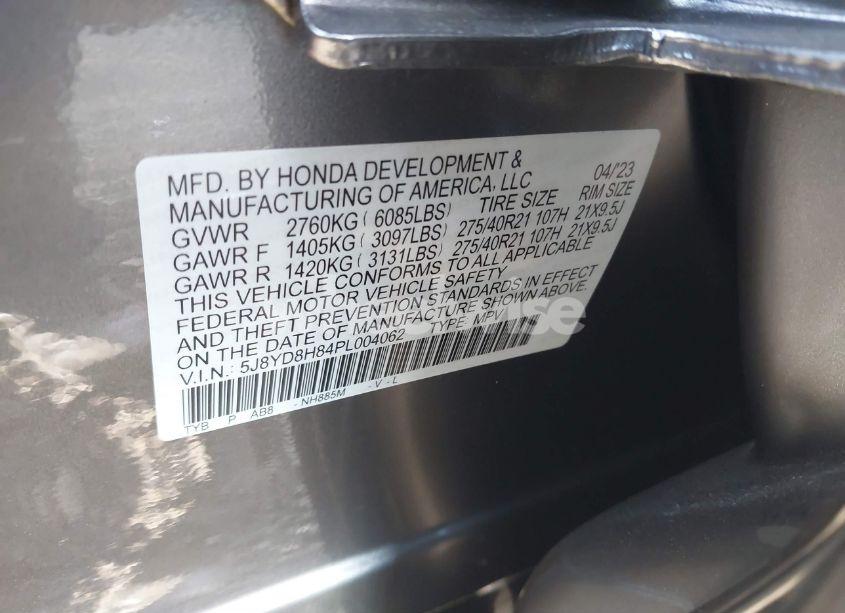 MFD. BY HONDA DEVELOPMENT & 04/'23
MANUFACTURING OF AMERICA, LLC
GVWR 2760KG ( 6085LBS) TIRE SIZE RIM SIZE
GAWR F 1405KG ( 3097LBS) 275/40R21 107H 21X9.5J
GAWR R 1420KG ( 3131LBS) 275/40R21 107H 21X9.5J
THIS VEHICLE CONFORMS TO ALL APPLICABLE
FEDERAL MOTOR VEHICLE SAFETY
AND THEFT PREVENTION STANDARDS IN EFFECT
ON THE DATE OF MANUFACTURE SHOWN ABOVE.
V.I.N.: 5J8YD8H84PL004062 TYPE: MPV
TYB P AB8 - NH885M - V - L